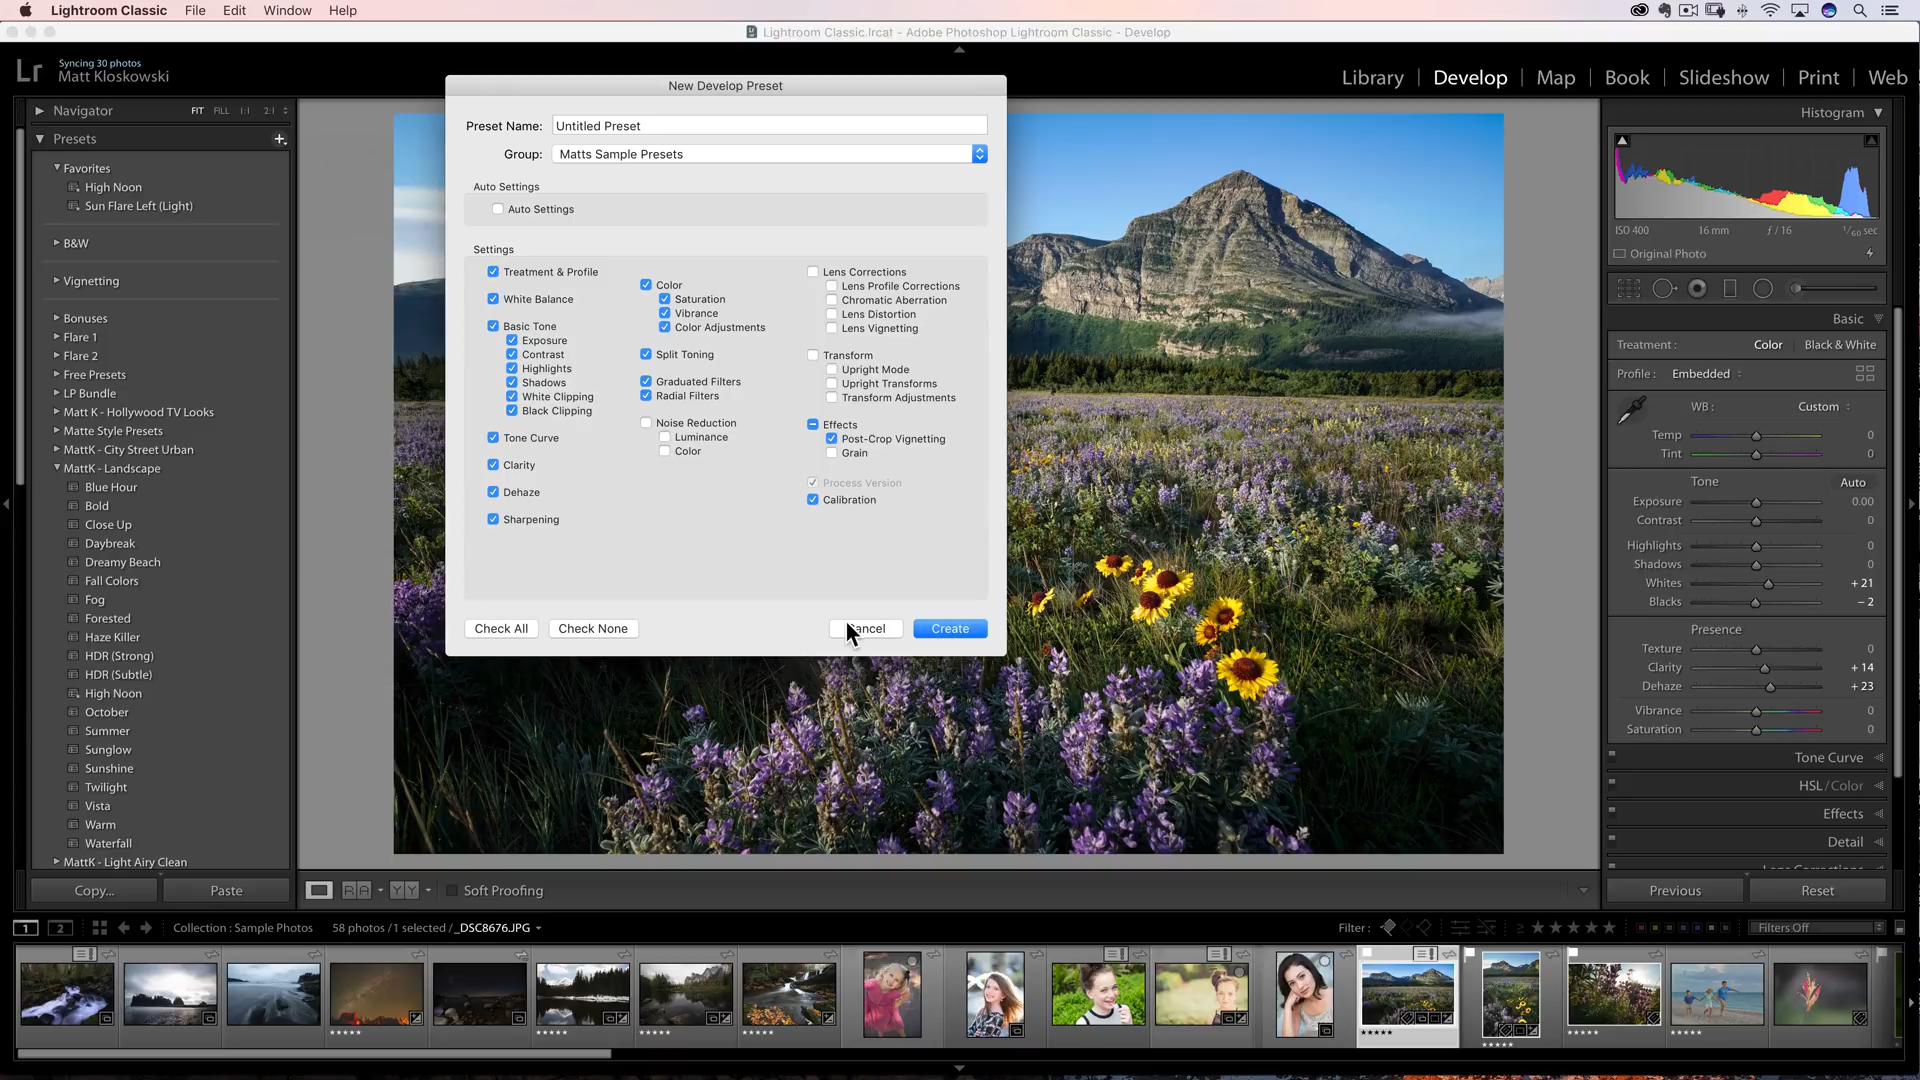 Lightroom Classic File Edit Window Help
Lightroom Classic.lrcat - Adobe Photoshop Lightroom Classic - Develop
Lr
Syncing 30 photos
Matt Kloskowski
Library | Develop | Map | Book | Slideshow | Print | Web
Navigator FIT FILL 1:1 2:1
Presets
Favorites
High Noon
Sun Flare Left (Light)
B&W
Vignetting
Bonuses
Flare 1
Flare 2
Free Presets
LP Bundle
Matt K - Hollywood TV Looks
Matte Style Presets
MattK - City Street Urban
MattK - Landscape
Blue Hour
Bold
Close Up
Daybreak
Dreamy Beach
Fall Colors
Fog
Forested
Haze Killer
HDR (Strong)
HDR (Subtle)
High Noon
October
Summer
Sunglow
Sunshine
Twilight
Vista
Warm
Waterfall
MattK - Light Airy Clean
Copy... Paste
New Develop Preset
Preset Name: Untitled Preset
Group: Matts Sample Presets
Auto Settings
Auto Settings
Settings
Treatment & Profile
White Balance
Basic Tone
Exposure
Contrast
Highlights
Shadows
White Clipping
Black Clipping
Tone Curve
Clarity
Dehaze
Sharpening
Color
Saturation
Vibrance
Color Adjustments
Split Toning
Graduated Filters
Radial Filters
Noise Reduction
Luminance
Color
Lens Corrections
Lens Profile Corrections
Chromatic Aberration
Lens Distortion
Lens Vignetting
Transform
Upright Mode
Upright Transforms
Transform Adjustments
Effects
Post-Crop Vignetting
Grain
Process Version
Calibration
Check All Check None Cancel Create
Histogram
ISO 400 16 mm ƒ / 16 1/60 sec
Original Photo
Basic
Treatment : Color Black & White
Profile : Embedded
WB : Custom
Temp 0
Tint 0
Tone Auto
Exposure 0.00
Contrast 0
Highlights 0
Shadows 0
Whites + 21
Blacks − 2
Presence
Texture 0
Clarity + 14
Dehaze + 23
Vibrance 0
Saturation 0
Tone Curve
HSL / Color
Effects
Detail
Lens Corrections
Previous Reset
R A Y Y Soft Proofing
1 2 Collection : Sample Photos 58 photos / 1 selected / _DSC8676.JPG Filter : ≥ ★★★★★ Filters Off